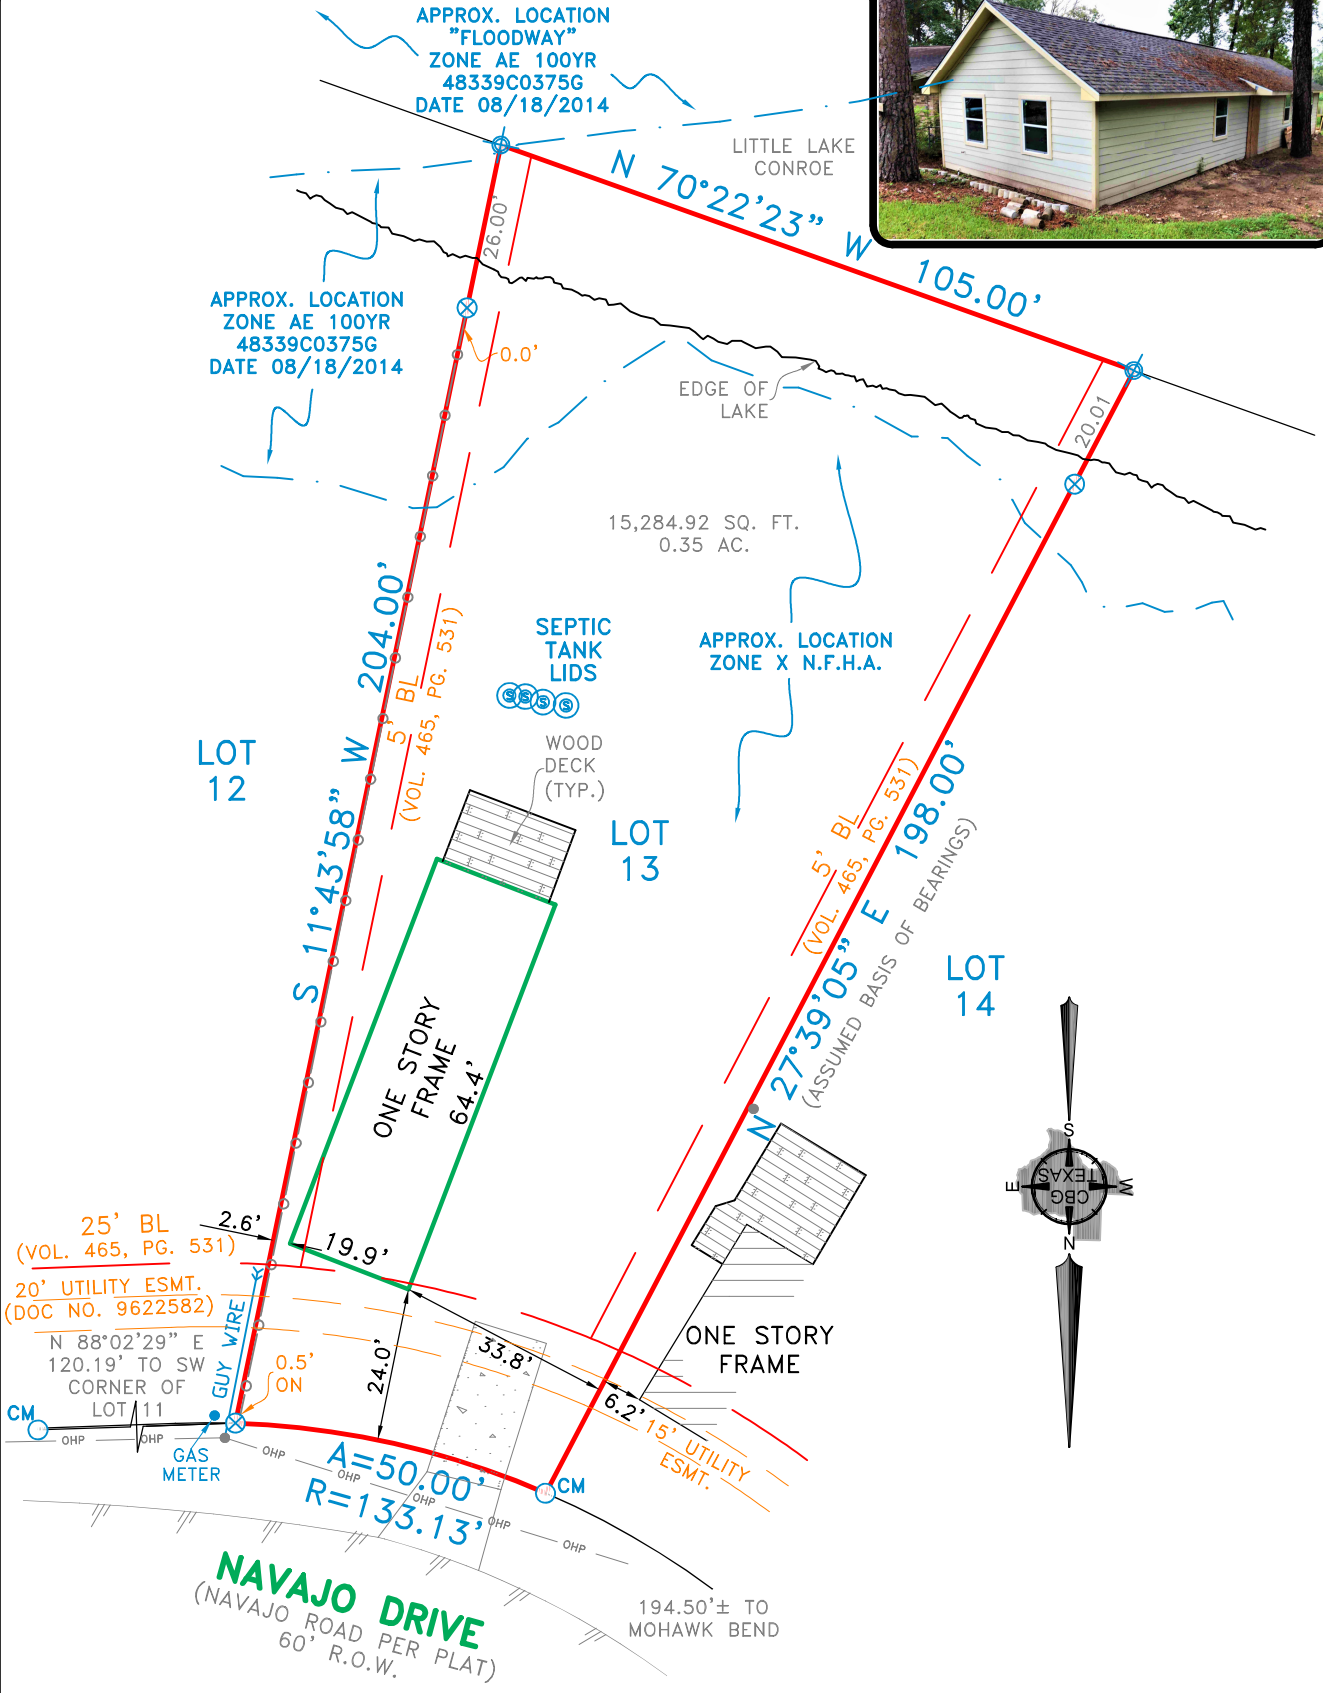 APPROX. LOCATION
"FLOODWAY"
ZONE AE 100YR
48339C0375G
DATE 08/18/2014
LITTLE LAKE
CONROE
N 70°22'23" W 105.00'
26.00'
APPROX. LOCATION
ZONE AE 100YR
48339C0375G
DATE 08/18/2014
0.0'
EDGE OF
LAKE
20.01
15,284.92 SQ. FT.
0.35 AC.
S 11°43'58" W 204.00'
5' BL
(VOL. 465, PG. 531)
SEPTIC
TANK
LIDS
S S S S
APPROX. LOCATION
ZONE X N.F.H.A.
LOT
12
WOOD
DECK
(TYP.)
LOT
13
5' BL
(VOL. 465, PG. 531)
N 27°39'05" E 198.00'
(ASSUMED BASIS OF BEARINGS)
LOT
14
ONE STORY
FRAME
64.4'
S
E W
CBG
TEXAS
N
25' BL
(VOL. 465, PG. 531)
2.6'
19.9'
20' UTILITY ESMT.
(DOC NO. 9622582)
N 88°02'29" E
120.19' TO SW
CORNER OF
LOT 11
GUY WIRE
0.5'
ON
24.0'
33.8'
ONE STORY
FRAME
6.2'
15' UTILITY
ESMT.
CM
OHP
OHP
GAS
METER
OHP
OHP
OHP
OHP
OHP
CM
A=50.00'
R=133.13'
NAVAJO DRIVE
(NAVAJO ROAD PER PLAT)
60' R.O.W.
194.50'± TO
MOHAWK BEND